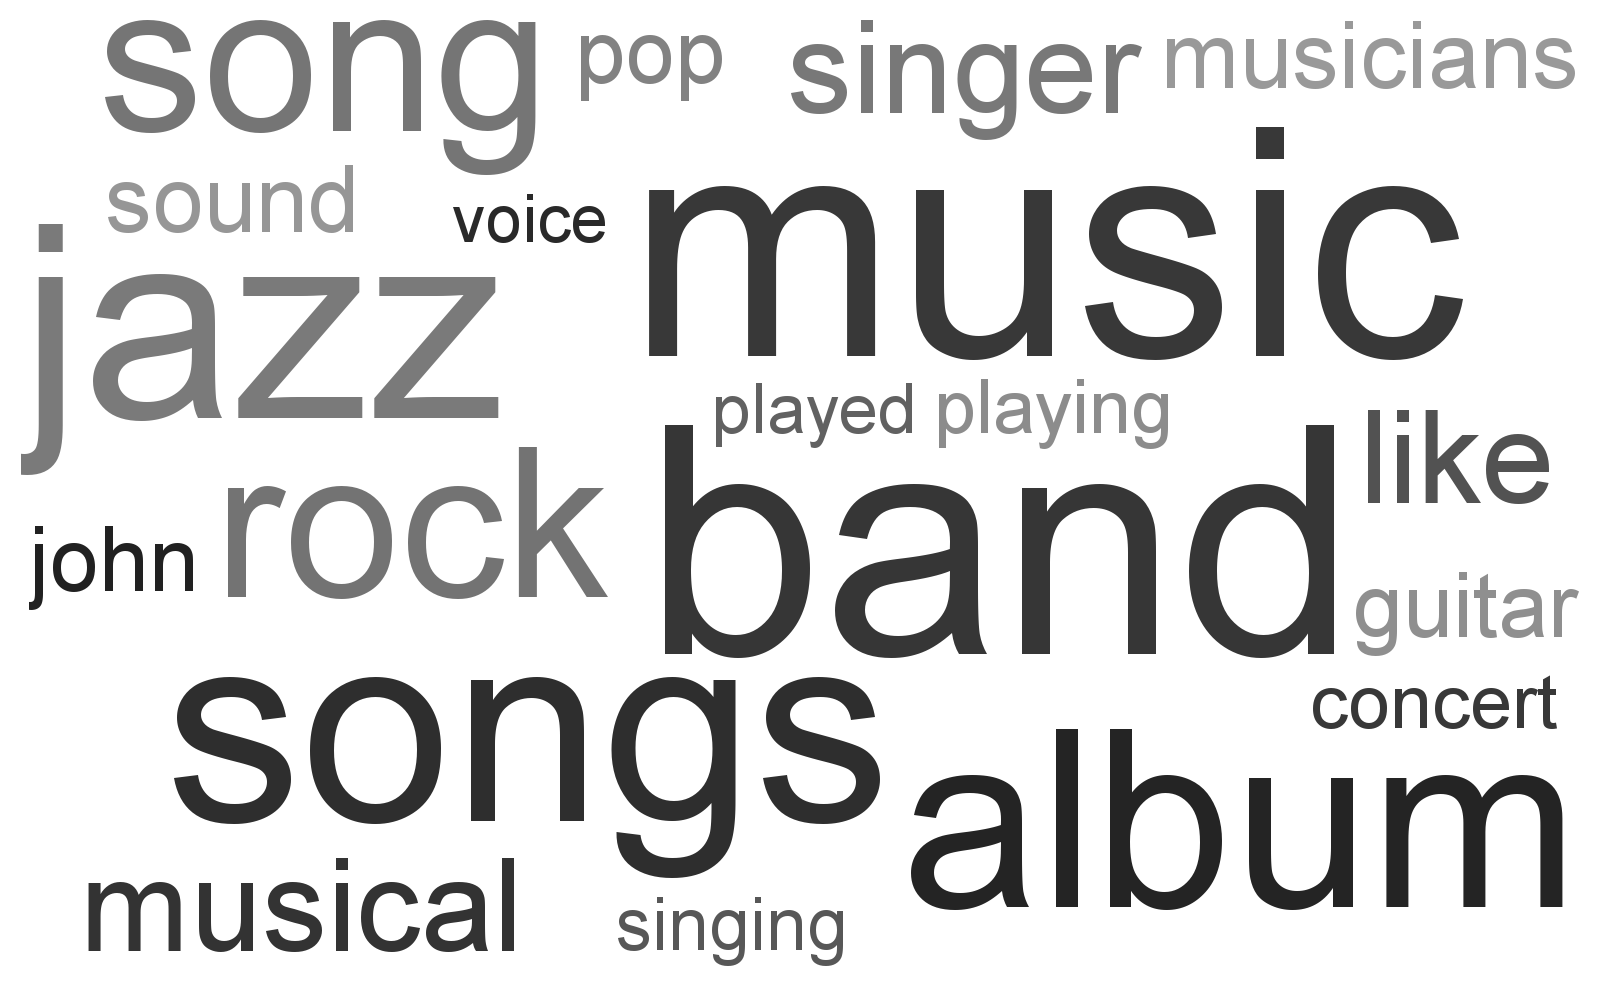 song pop singer musicians
sound voice music
jazz
played playing
rock band like
john guitar
songs concert
album
musical singing